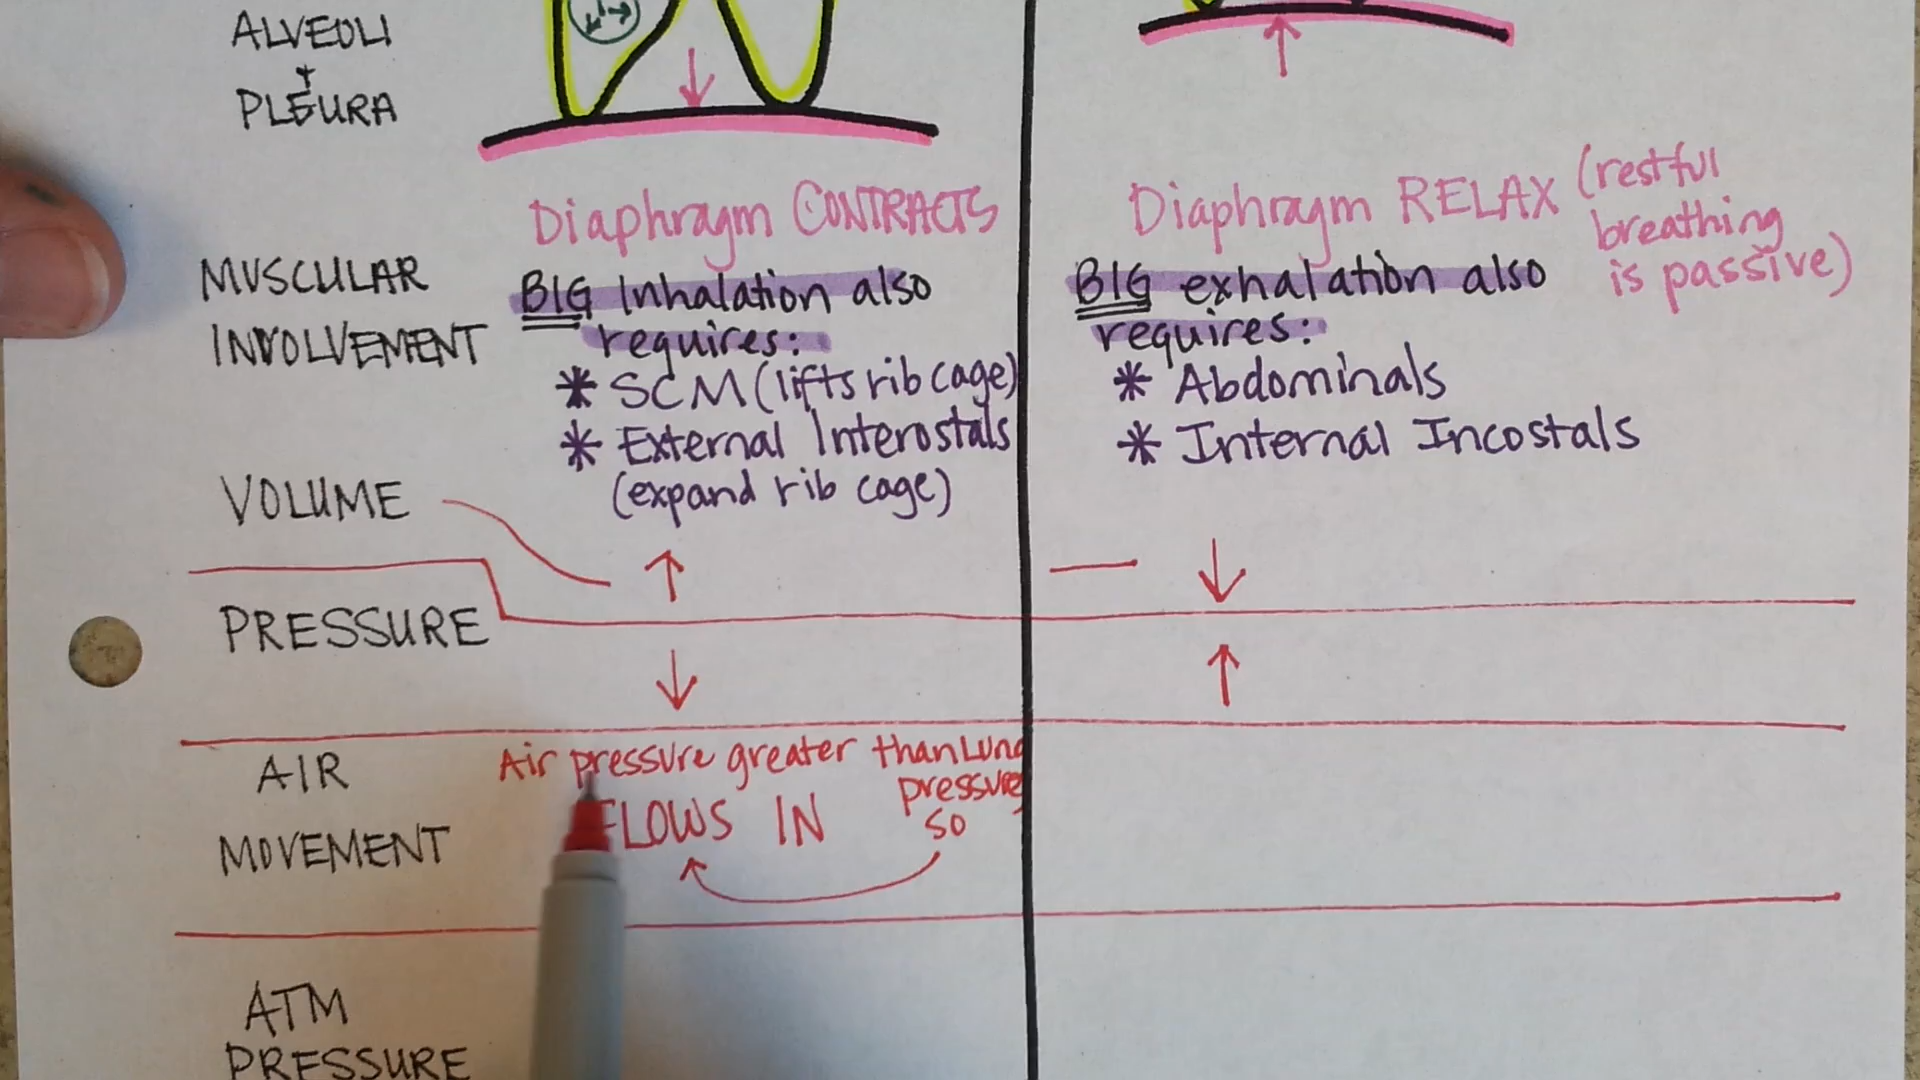 ALVEOLI
+
PLEURA
MUSCULAR
INVOLVEMENT
Diaphragm CONTRACTS
BIG Inhalation also
requires:
* SCM (lifts rib cage)
* External Interostals
(expand rib cage)
Diaphragm RELAX (restful
breathing
is passive)
BIG exhalation also
requires:
* Abdominals
* Internal Incostals
VOLUME
↑
↓
PRESSURE
↓
↑
AIR
MOVEMENT
Air pressure greater than Lung
pressure
so
FLOWS IN
ATM
PRESSURE